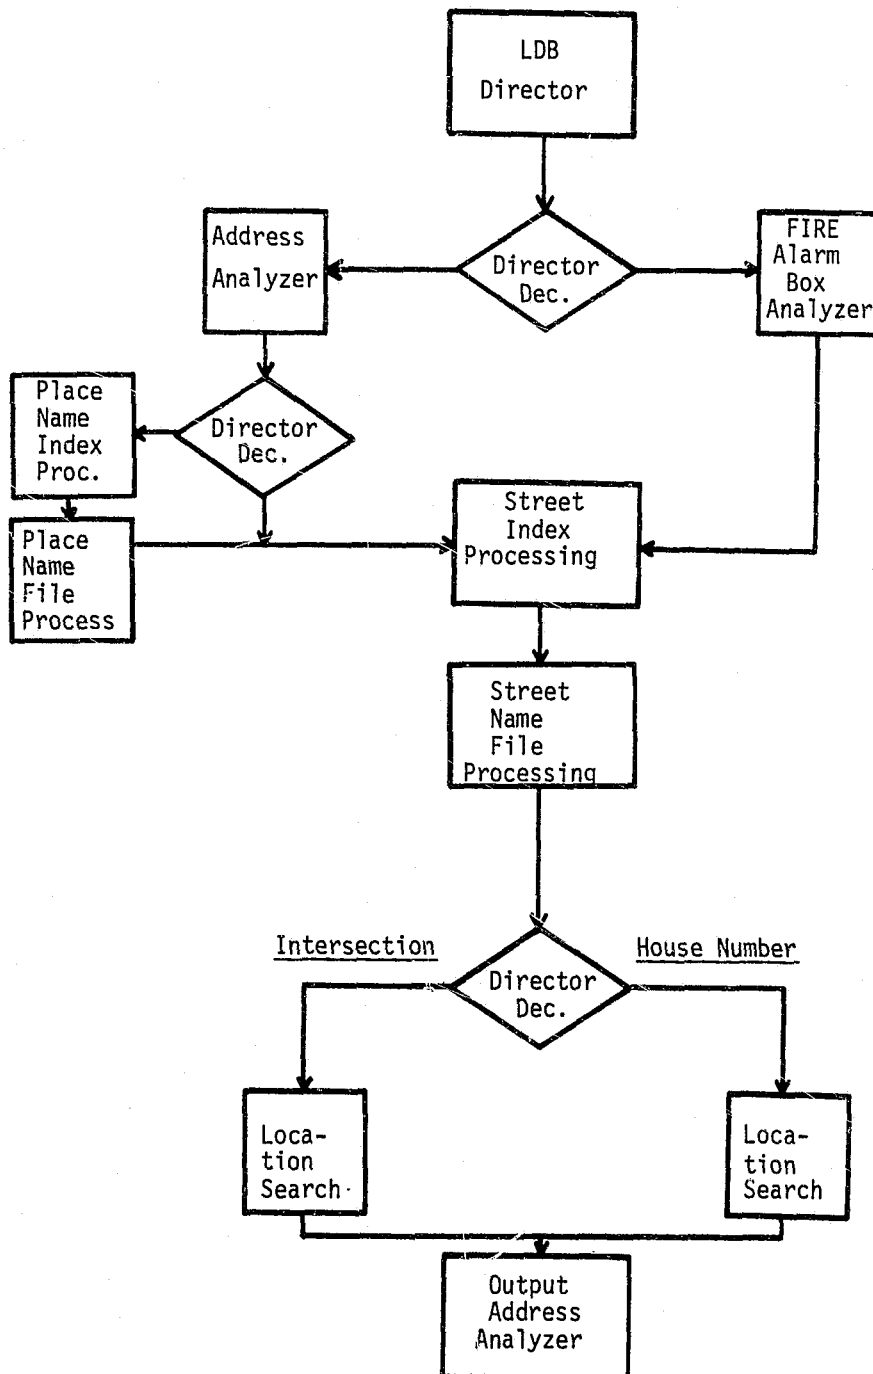 LDB
Director
Address
Analyzer
Director
Dec.
FIRE
Alarm
Box
Analyzer
Place
Name
Index
Proc.
Director
Dec.
Place
Name
File
Process
Street
Index
Processing
Street
Name
File
Processing
Intersection
House Number
Director
Dec.
Loca-
tion
Search
Loca-
tion
Search
Output
Address
Analyzer